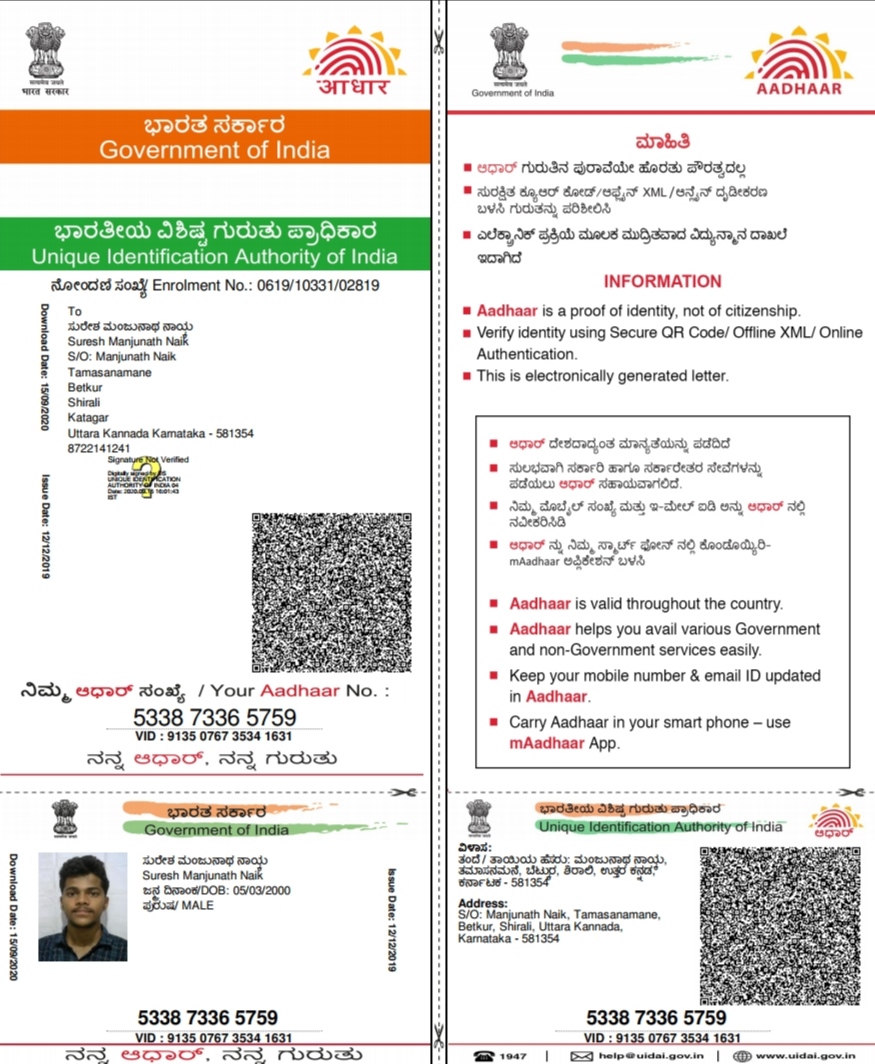 सत्यमेव जयते
भारत सरकार
आधार
ಭಾರತ ಸರ್ಕಾರ
Government of India
ಭಾರತೀಯ ವಿಶಿಷ್ಟ ಗುರುತು ಪ್ರಾಧಿಕಾರ
Unique Identification Authority of India
ನೋಂದಣಿ ಸಂಖ್ಯೆ/ Enrolment No.: 0619/10331/02819
Download Date: 15/09/2020
Issue Date: 12/12/2019
To
ಸುರೇಶ ಮಂಜುನಾಥ ನಾಯ್ಕ
Suresh Manjunath Naik
S/O: Manjunath Naik
Tamasanamane
Betkur
Shirali
Katagar
Uttara Kannada Karnataka - 581354
8722141241
Signature Not Verified
Digitally signed by DS
UNIQUE IDENTIFICATION
AUTHORITY OF INDIA 04
Date: 2020.09.15 16:01:43
IST
ನಿಮ್ಮ ಆಧಾರ್ ಸಂಖ್ಯೆ / Your Aadhaar No. :
5338 7336 5759
VID : 9135 0767 3534 1631
ನನ್ನ ಆಧಾರ್, ನನ್ನ ಗುರುತು
सत्यमेव जयते
Government of India
AADHAAR
ಮಾಹಿತಿ
ಆಧಾರ್ ಗುರುತಿನ ಪುರಾವೆಯೇ ಹೊರತು ಪೌರತ್ವದಲ್ಲ
ಸುರಕ್ಷಿತ ಕ್ಯೂಆರ್ ಕೋಡ್/ಆಫ್ಲೈನ್ XML /ಆನ್ಲೈನ್ ದೃಢೀಕರಣ
ಬಳಸಿ ಗುರುತನ್ನು ಪರಿಶೀಲಿಸಿ
ಎಲೆಕ್ಟ್ರಾನಿಕ್ ಪ್ರಕ್ರಿಯೆ ಮೂಲಕ ಮುದ್ರಿತವಾದ ವಿದ್ಯುನ್ಮಾನ ದಾಖಲೆ
ಇದಾಗಿದೆ
INFORMATION
Aadhaar is a proof of identity, not of citizenship.
Verify identity using Secure QR Code/ Offline XML/ Online
Authentication.
This is electronically generated letter.
ಆಧಾರ್ ದೇಶದಾದ್ಯಂತ ಮಾನ್ಯತೆಯನ್ನು ಪಡೆದಿದೆ
ಸುಲಭವಾಗಿ ಸರ್ಕಾರಿ ಹಾಗೂ ಸರ್ಕಾರೇತರ ಸೇವೆಗಳನ್ನು
ಪಡೆಯಲು ಆಧಾರ್ ಸಹಾಯವಾಗಲಿದೆ.
ನಿಮ್ಮ ಮೊಬೈಲ್ ಸಂಖ್ಯೆ ಮತ್ತು ಇ-ಮೇಲ್ ಐಡಿ ಅನ್ನು ಆಧಾರ್ ನಲ್ಲಿ
ನವೀಕರಿಸಿಡಿ
ಆಧಾರ್ ನ್ನು ನಿಮ್ಮ ಸ್ಮಾರ್ಟ್ ಫೋನ್ ನಲ್ಲಿ ಕೊಂಡೊಯ್ಯಿರಿ-
mAadhaar ಅಪ್ಲಿಕೇಶನ್ ಬಳಸಿ
Aadhaar is valid throughout the country.
Aadhaar helps you avail various Government
and non-Government services easily.
Keep your mobile number & email ID updated
in Aadhaar.
Carry Aadhaar in your smart phone – use
mAadhaar App.
ಭಾರತ ಸರ್ಕಾರ
Government of India
Download Date: 15/09/2020
ಸುರೇಶ ಮಂಜುನಾಥ ನಾಯ್ಕ
Suresh Manjunath Naik
ಜನ್ಮ ದಿನಾಂಕ/DOB: 05/03/2000
ಪುರುಷ/ MALE
Issue Date: 12/12/2019
5338 7336 5759
VID : 9135 0767 3534 1631
ನನ್ನ ಆಧಾರ್, ನನ್ನ ಗುರುತು
ಭಾರತೀಯ ವಿಶಿಷ್ಟ ಗುರುತು ಪ್ರಾಧಿಕಾರ
Unique Identification Authority of India
ಆಧಾರ್
ವಿಳಾಸ:
ತಂದೆ / ತಾಯಿಯ ಹೆಸರು: ಮಂಜುನಾಥ ನಾಯ್ಕ,
ತಮಾಸನಮನೆ, ಬೆಟ್ಕುರ, ಶಿರಾಲಿ, ಉತ್ತರ ಕನ್ನಡ,
ಕರ್ನಾಟಕ - 581354
Address:
S/O: Manjunath Naik, Tamasanamane,
Betkur, Shirali, Uttara Kannada,
Karnataka - 581354
5338 7336 5759
VID : 9135 0767 3534 1631
1947 | help@uidai.gov.in | www.uidai.gov.in